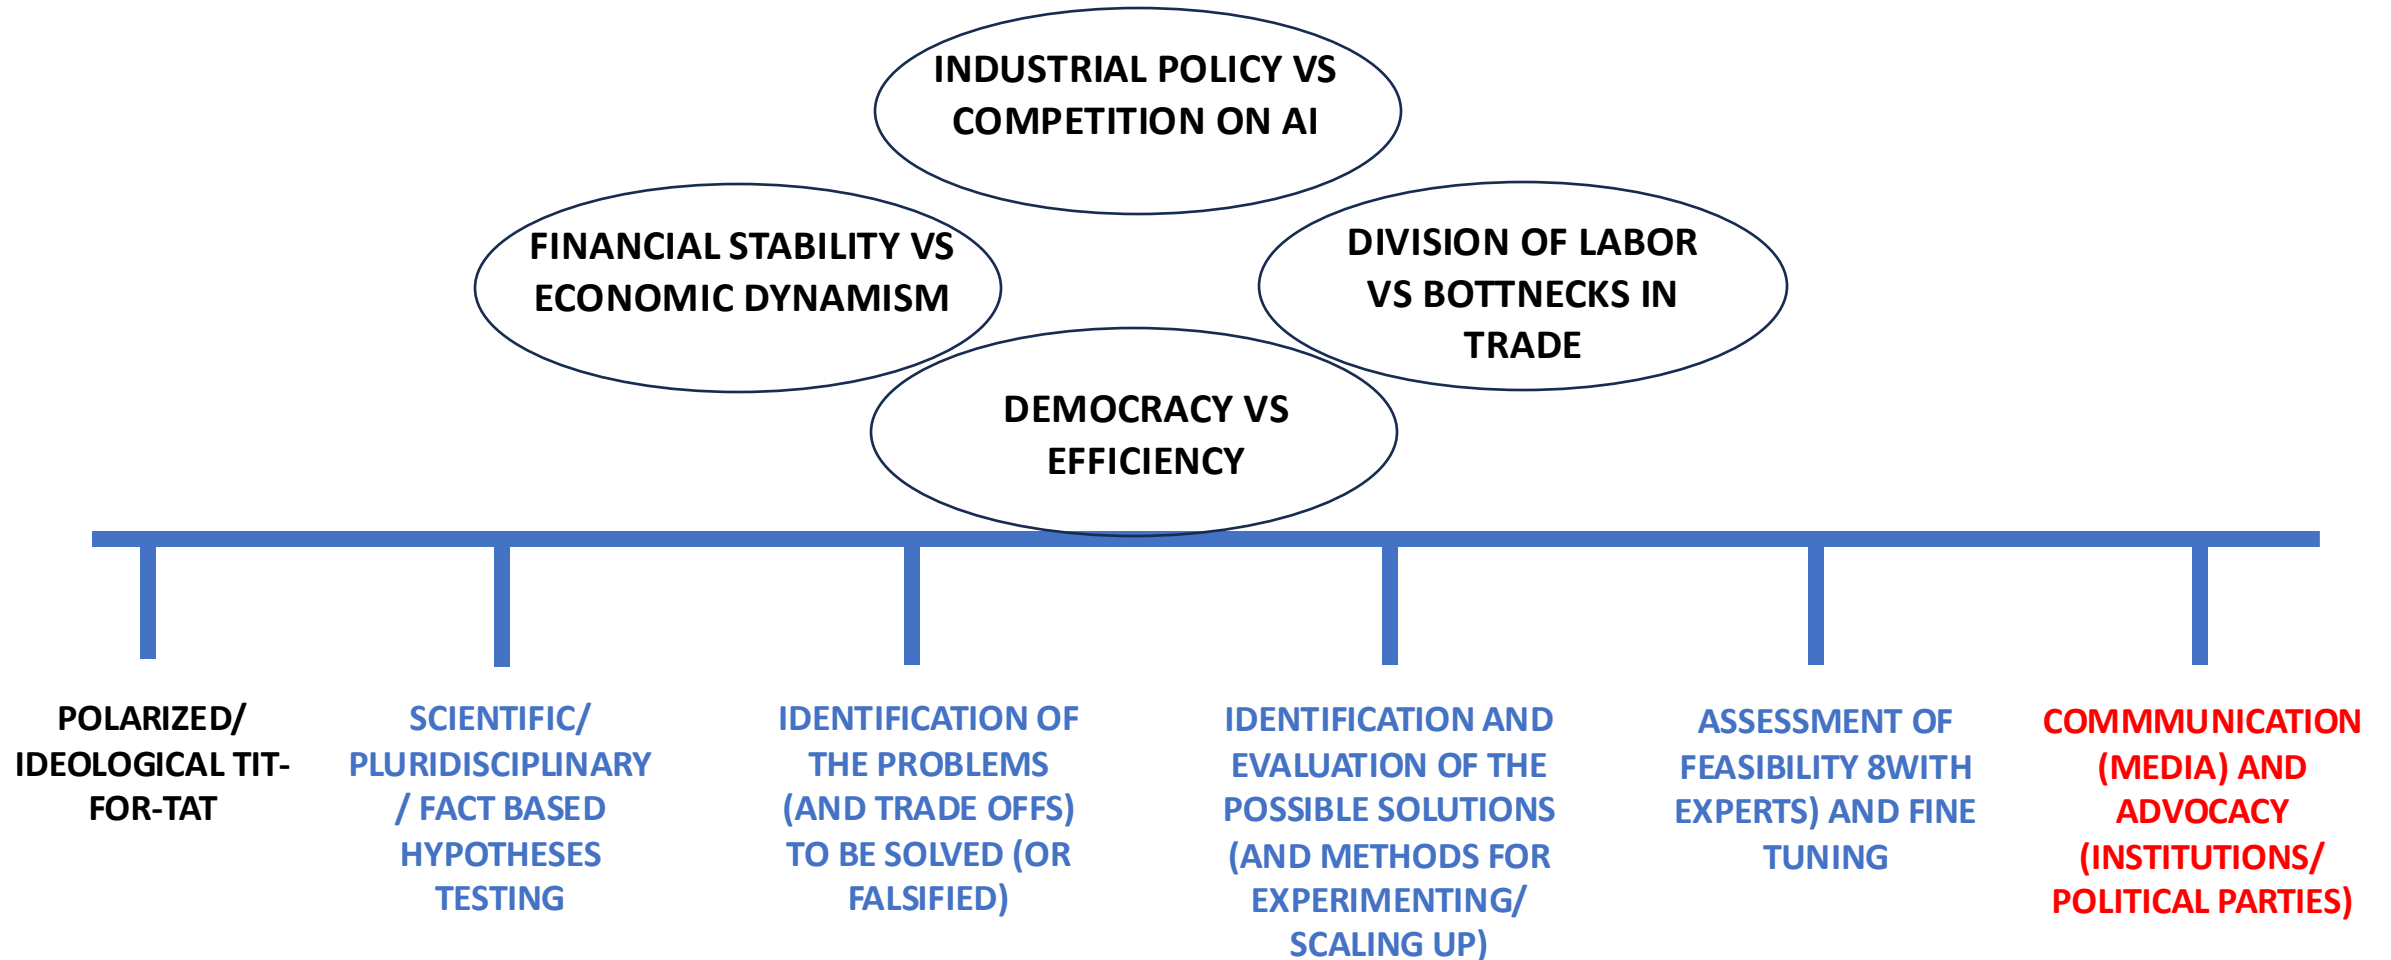 INDUSTRIAL POLICY VS
COMPETITION ON AI
FINANCIAL STABILITY VS
ECONOMIC DYNAMISM
DIVISION OF LABOR
VS BOTTNECKS IN
TRADE
DEMOCRACY VS
EFFICIENCY
POLARIZED/
IDEOLOGICAL TIT-
FOR-TAT
SCIENTIFIC/
PLURIDISCIPLINARY
/ FACT BASED
HYPOTHESES
TESTING
IDENTIFICATION OF
THE PROBLEMS
(AND TRADE OFFS)
TO BE SOLVED (OR
FALSIFIED)
IDENTIFICATION AND
EVALUATION OF THE
POSSIBLE SOLUTIONS
(AND METHODS FOR
EXPERIMENTING/
SCALING UP)
ASSESSMENT OF
FEASIBILITY 8WITH
EXPERTS) AND FINE
TUNING
COMMMUNICATION
(MEDIA) AND
ADVOCACY
(INSTITUTIONS/
POLITICAL PARTIES)